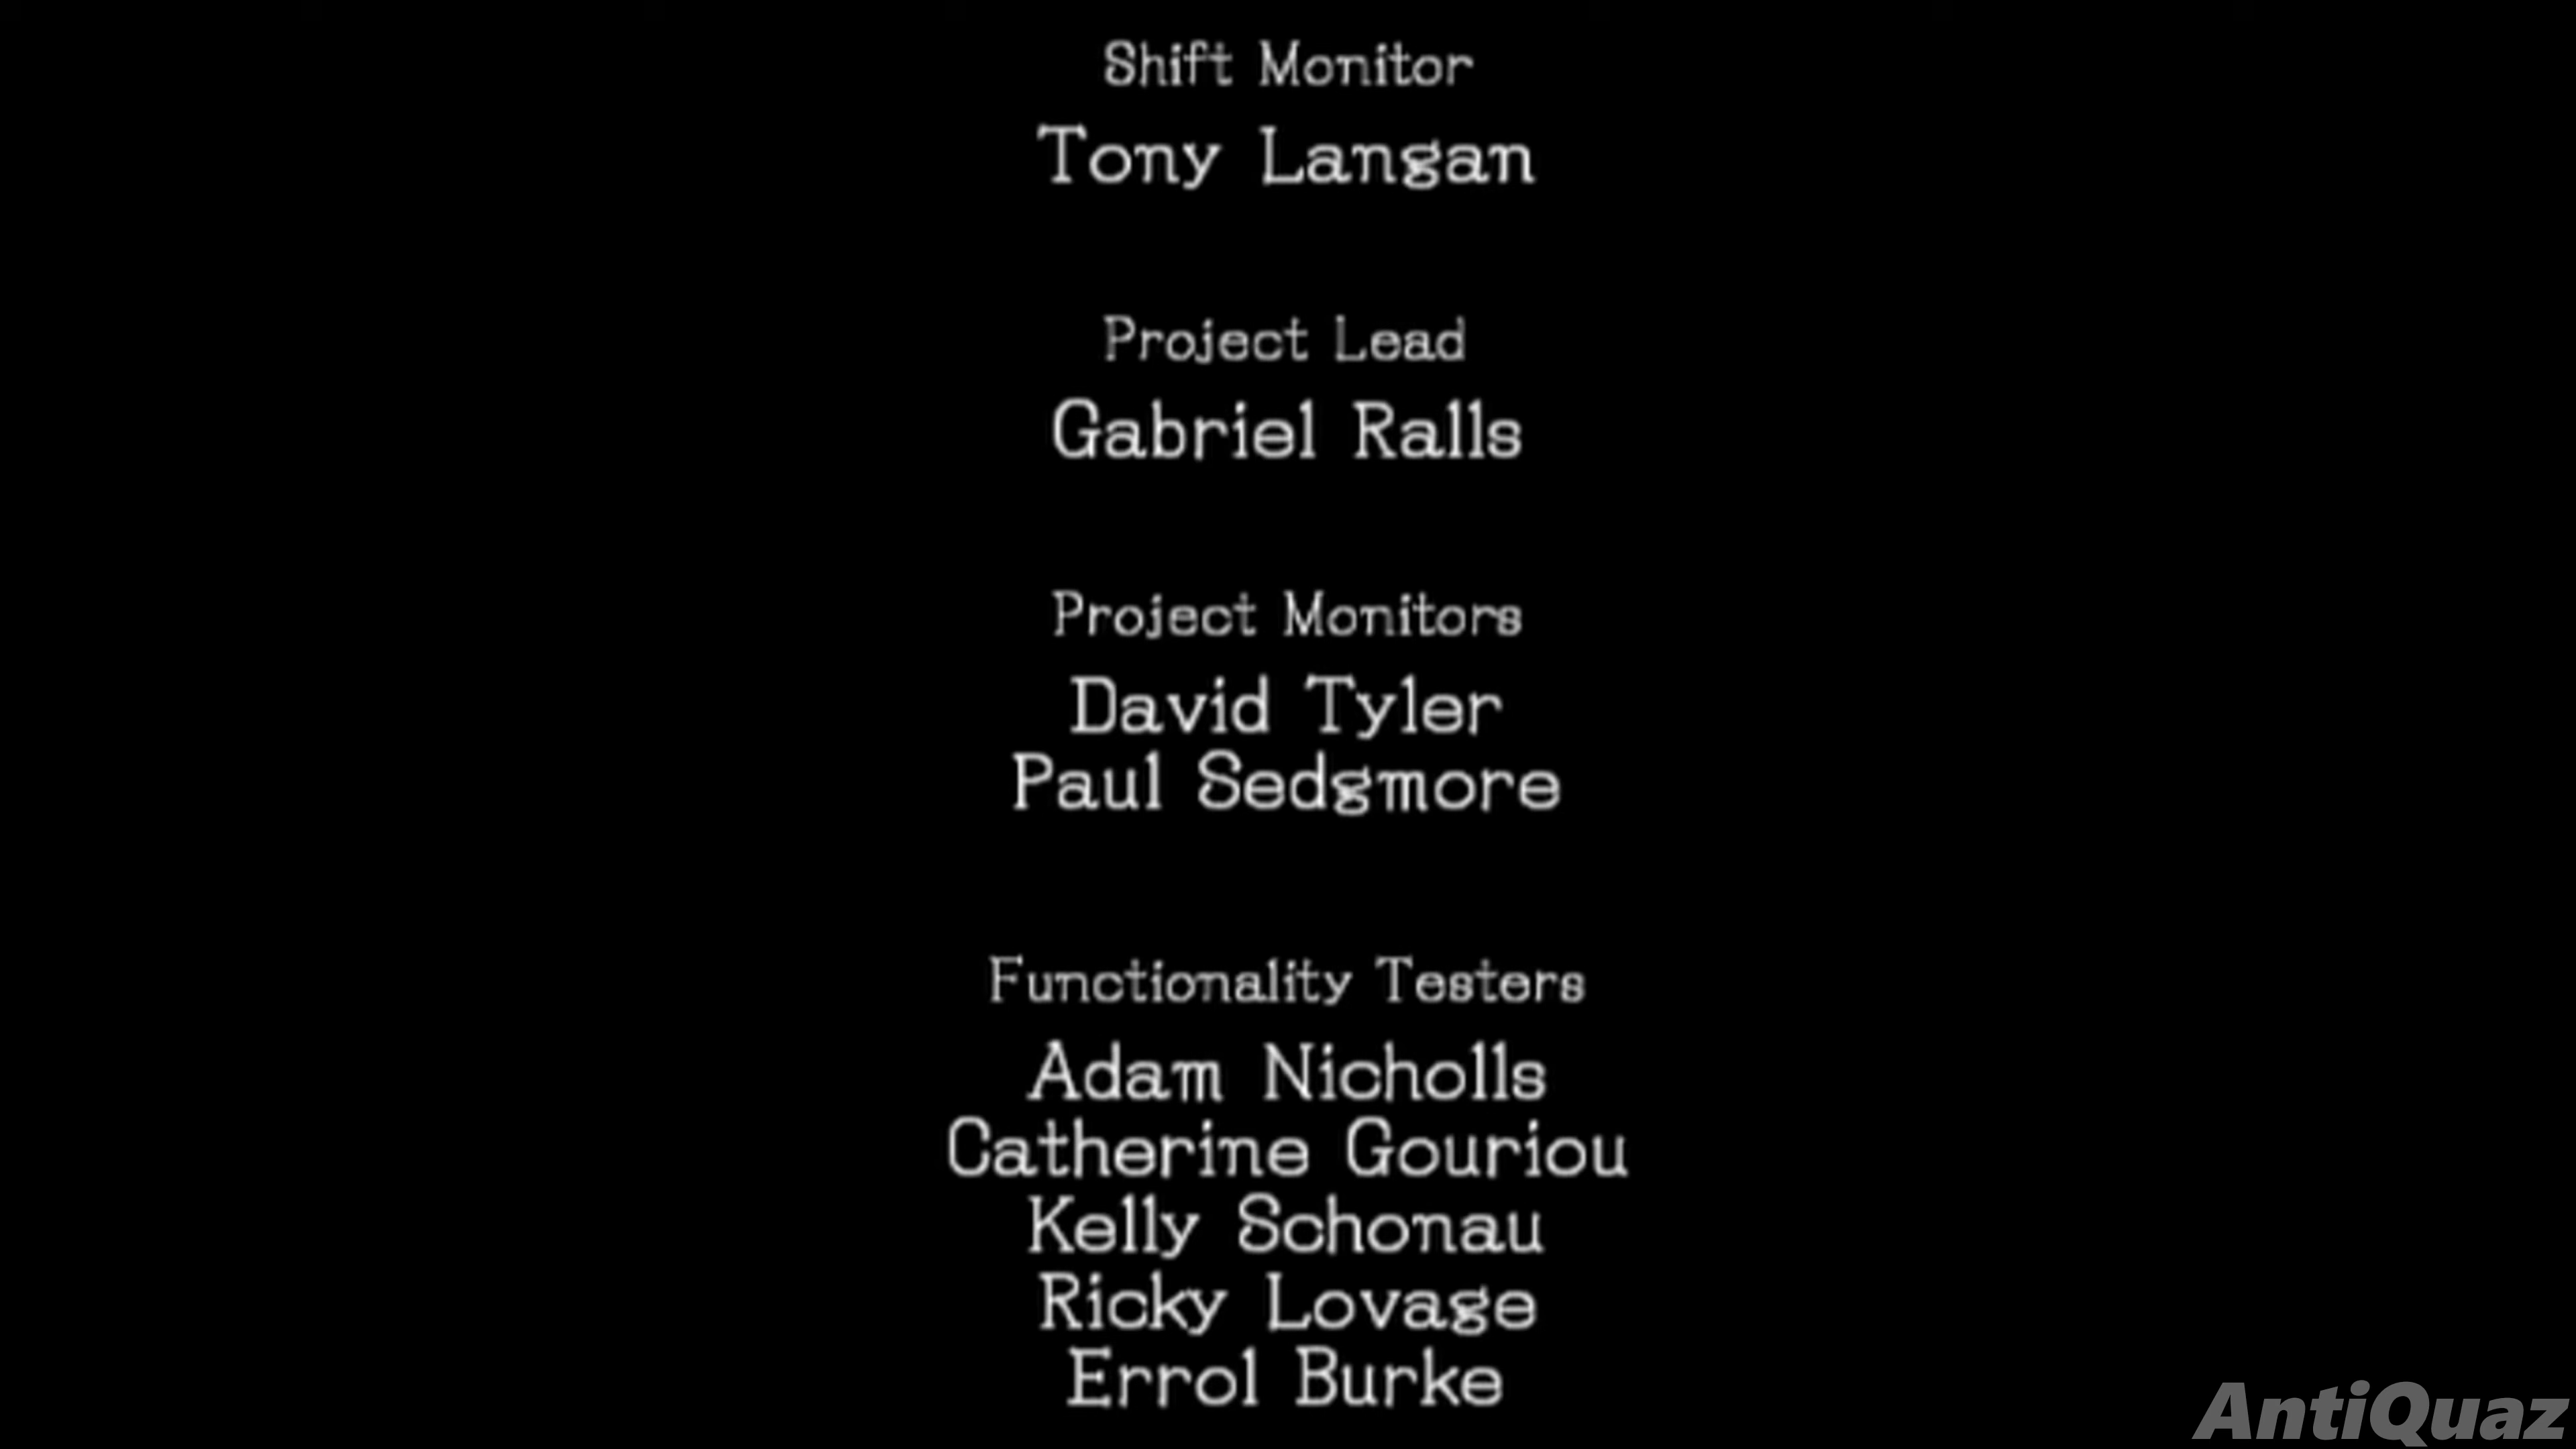 Shift Monitor
Tony Langan
Project Lead
Gabriel Ralls
Project Monitors
David Tyler
Paul Sedgmore
Functionality Testers
Adam Nicholls
Catherine Gouriou
Kelly Schonau
Ricky Lovage
Errol Burke
AntiQuaz